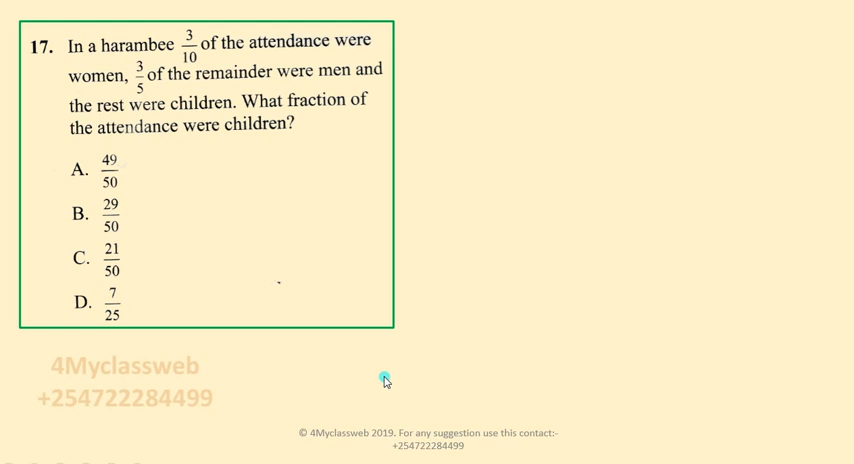 17. In a harambee 3/10 of the attendance were
women, 3/5 of the remainder were men and
the rest were children. What fraction of
the attendance were children?
A. 49/50
B. 29/50
C. 21/50
D. 7/25
4Myclassweb
+254722284499
© 4Myclassweb 2019. For any suggestion use this contact:-
+254722284499